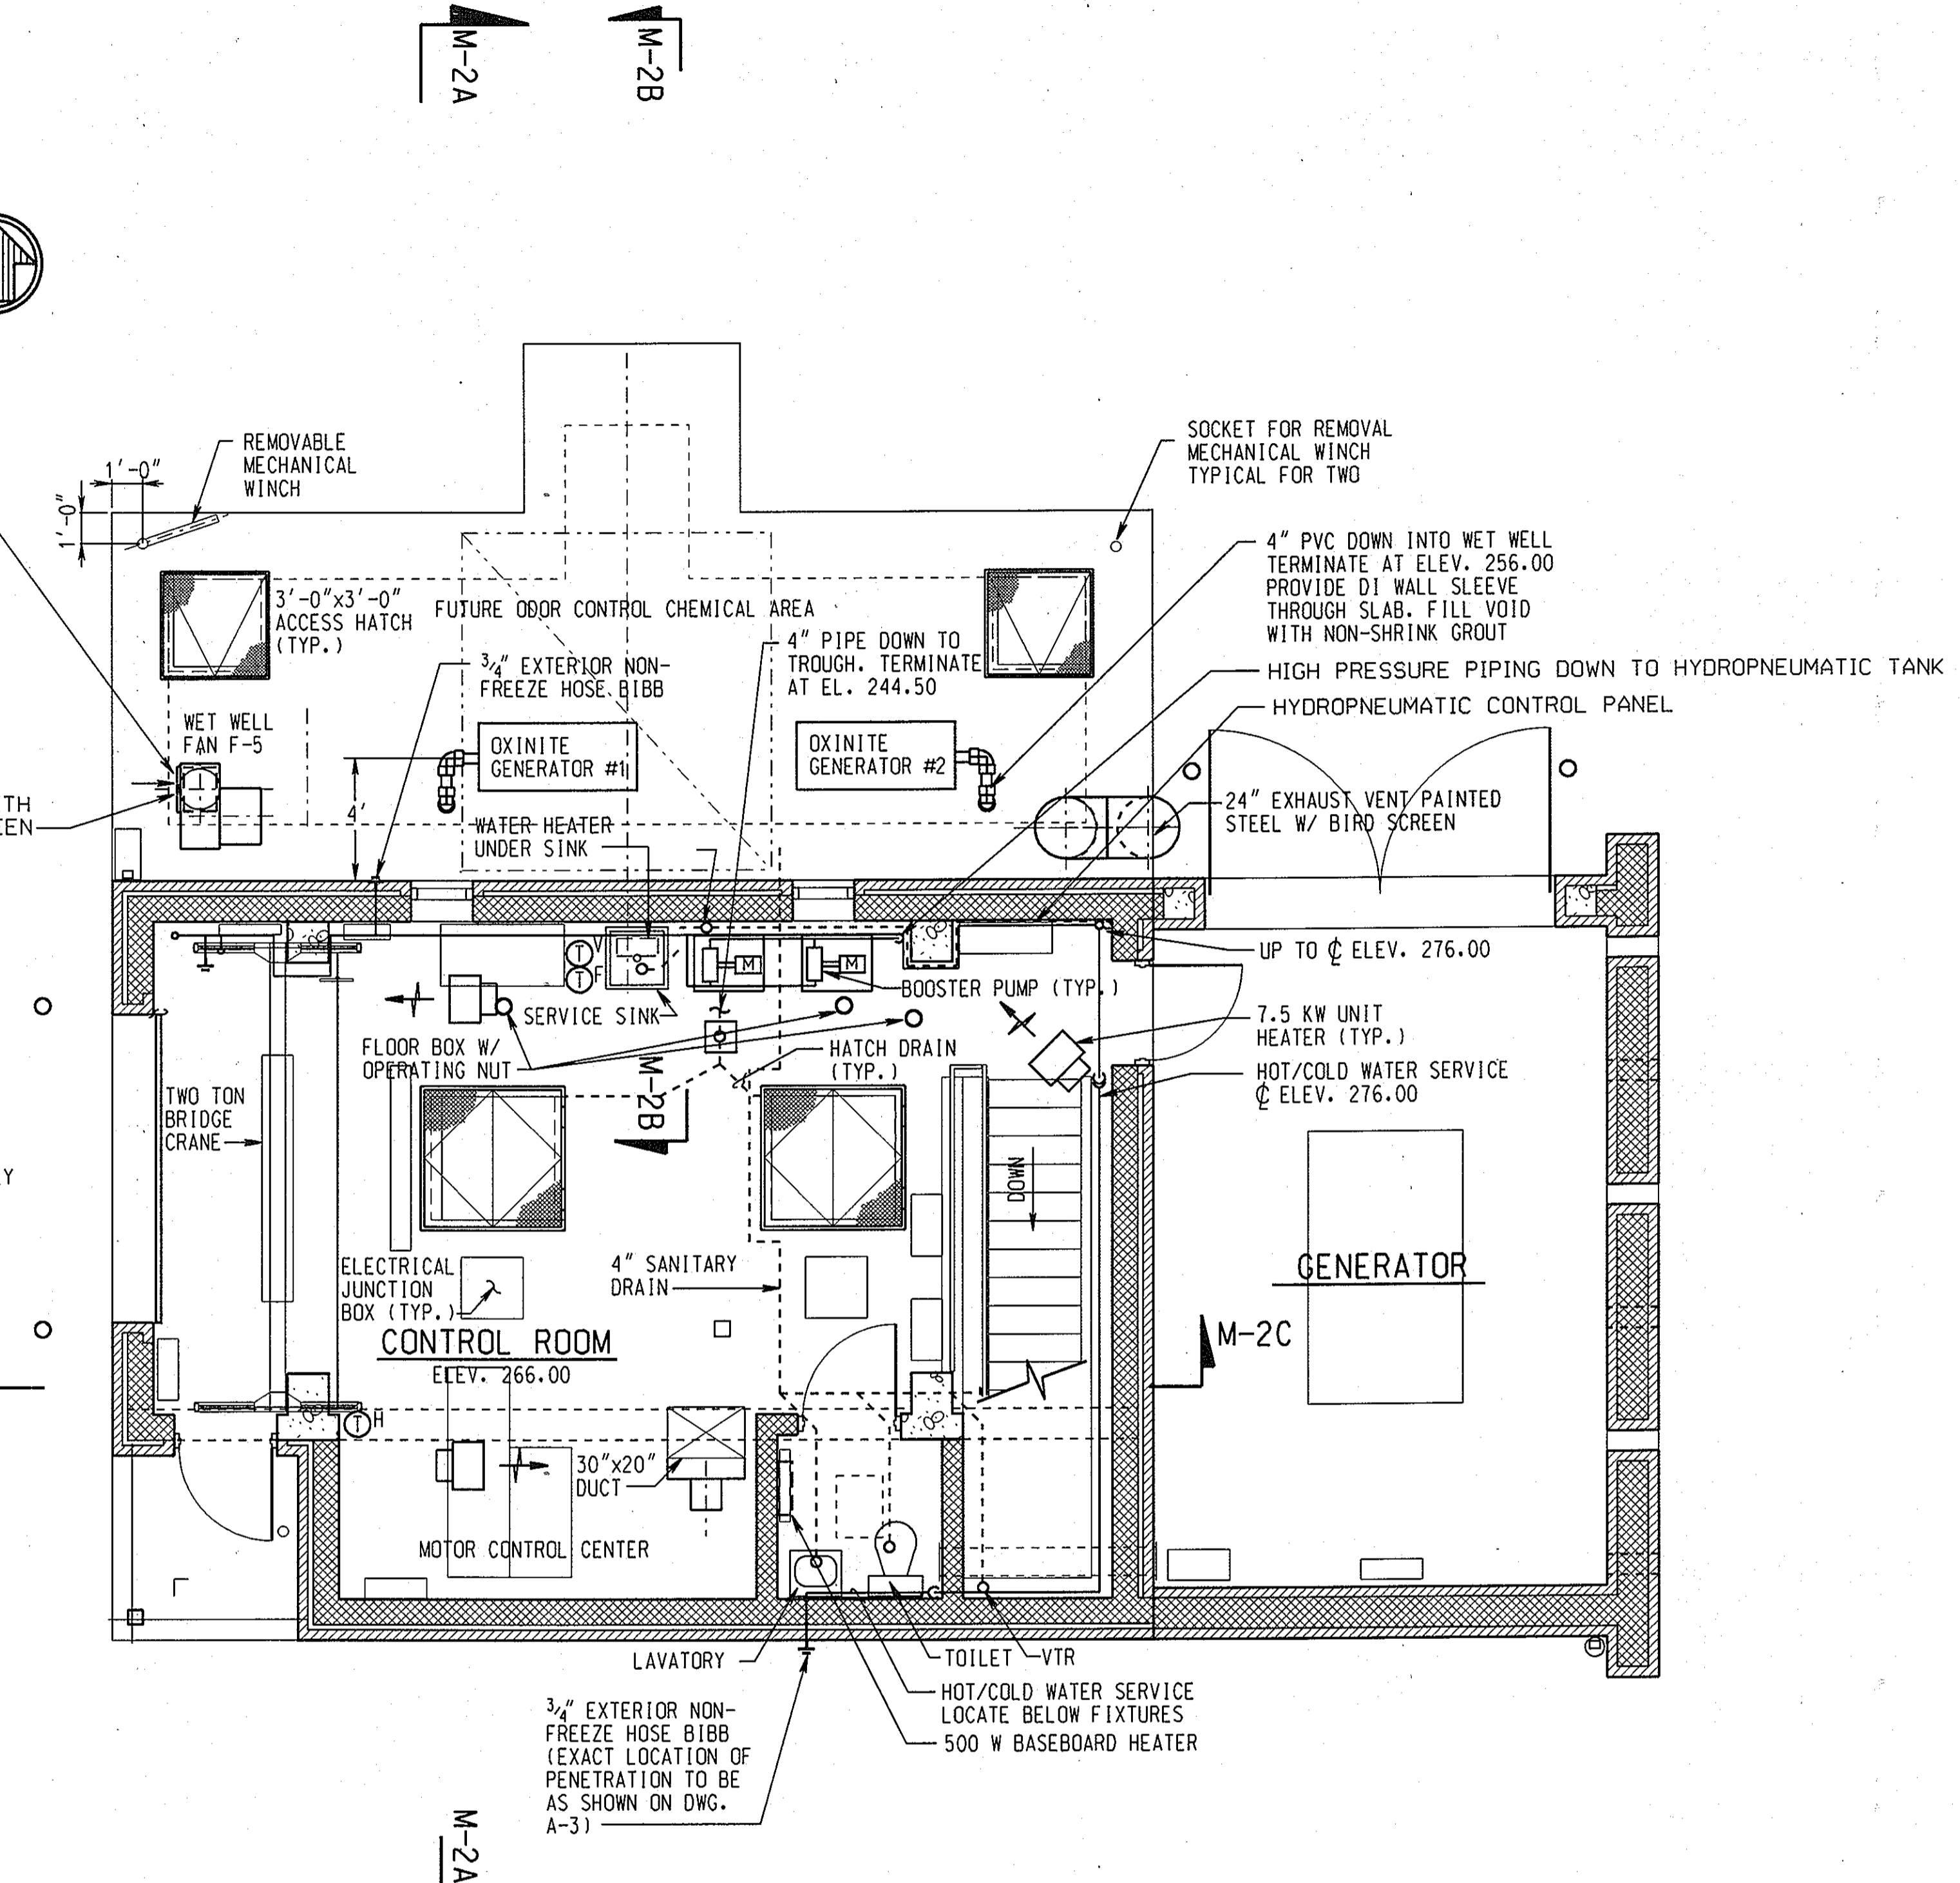 M-2A
M-2B
REMOVABLE
MECHANICAL
WINCH
1'-0"
1'-0"
SOCKET FOR REMOVAL
MECHANICAL WINCH
TYPICAL FOR TWO
4" PVC DOWN INTO WET WELL
TERMINATE AT ELEV. 256.00
PROVIDE DI WALL SLEEVE
THROUGH SLAB. FILL VOID
WITH NON-SHRINK GROUT
3'-0"x3'-0"
ACCESS HATCH
(TYP.)
FUTURE ODOR CONTROL CHEMICAL AREA
4" PIPE DOWN TO
TROUGH. TERMINATE
AT EL. 244.50
3/4" EXTERIOR NON-
FREEZE HOSE BIBB
HIGH PRESSURE PIPING DOWN TO HYDROPNEUMATIC TANK
HYDROPNEUMATIC CONTROL PANEL
WET WELL
FAN F-5
OXINITE
GENERATOR #1
OXINITE
GENERATOR #2
TH
EEN
4'
24" EXHAUST VENT PAINTED
STEEL W/ BIRD SCREEN
WATER HEATER
UNDER SINK
UP TO ℄ ELEV. 276.00
T
V
T
F
M
M
BOOSTER PUMP (TYP.)
SERVICE SINK
7.5 KW UNIT
HEATER (TYP.)
FLOOR BOX W/
OPERATING NUT
HATCH DRAIN
(TYP.)
M-2B
HOT/COLD WATER SERVICE
℄ ELEV. 276.00
TWO TON
BRIDGE
CRANE
Y
DOWN
ELECTRICAL
JUNCTION
BOX (TYP.)
4" SANITARY
DRAIN
GENERATOR
CONTROL ROOM
ELEV. 266.00
M-2C
T
H
30"x20"
DUCT
MOTOR CONTROL CENTER
LAVATORY
TOILET
VTR
HOT/COLD WATER SERVICE
LOCATE BELOW FIXTURES
500 W BASEBOARD HEATER
3/4" EXTERIOR NON-
FREEZE HOSE BIBB
(EXACT LOCATION OF
PENETRATION TO BE
AS SHOWN ON DWG.
A-3)
M-2A